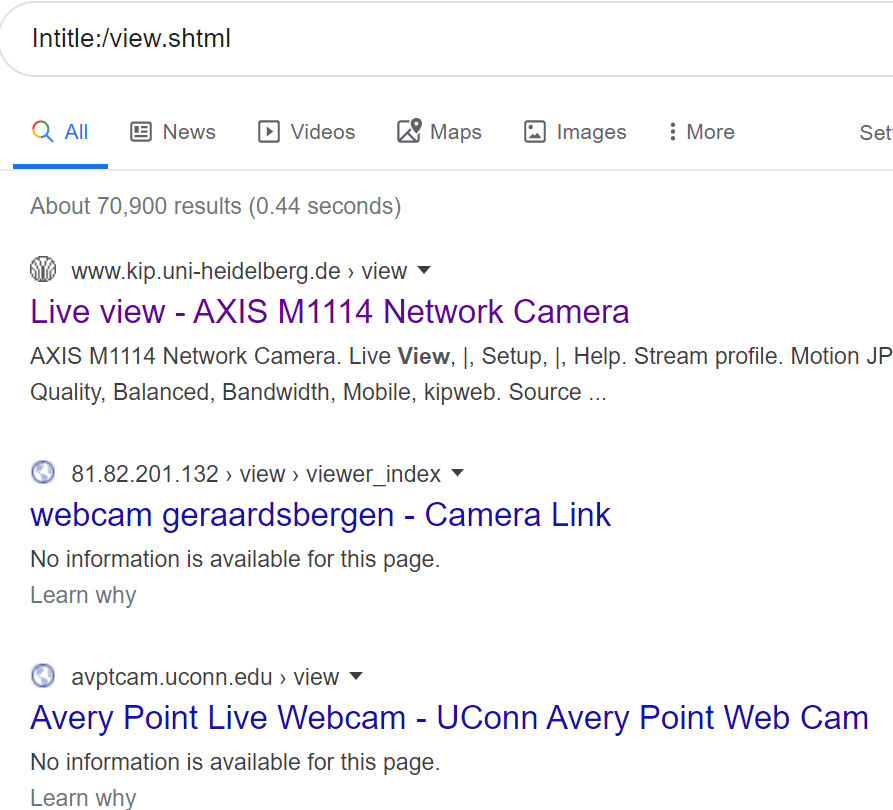 Intitle:/view.shtml
All News Videos Maps Images More Set
About 70,900 results (0.44 seconds)
www.kip.uni-heidelberg.de › view
Live view - AXIS M1114 Network Camera
AXIS M1114 Network Camera. Live View, |, Setup, |, Help. Stream profile. Motion JP
Quality, Balanced, Bandwidth, Mobile, kipweb. Source ...
81.82.201.132 › view › viewer_index
webcam geraardsbergen - Camera Link
No information is available for this page.
Learn why
avptcam.uconn.edu › view
Avery Point Live Webcam - UConn Avery Point Web Cam
No information is available for this page.
Learn why